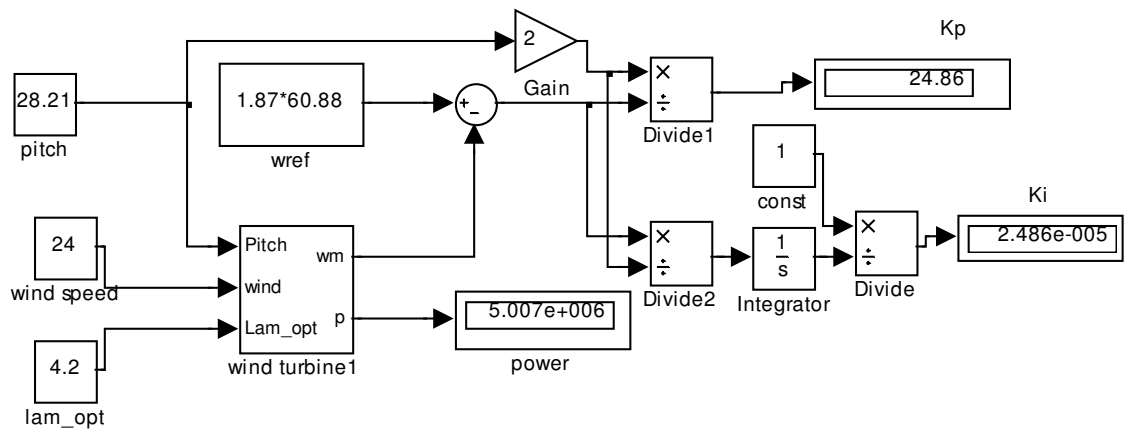 Kp
2
24.86
28.21
1.87*60.88
+
−
Gain
×
÷
pitch
wref
Divide1
1
const
Ki
24
wind speed
Pitch
wm
wind
p
Lam_opt
wind turbine1
×
÷
Divide2
1
s
Integrator
×
÷
Divide
2.486e-005
5.007e+006
power
4.2
lam_opt